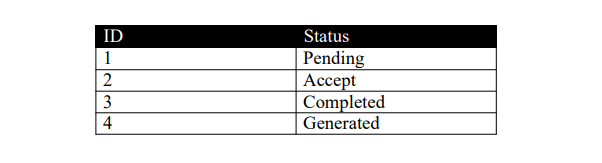 ID Status
1 Pending
2 Accept
3 Completed
4 Generated